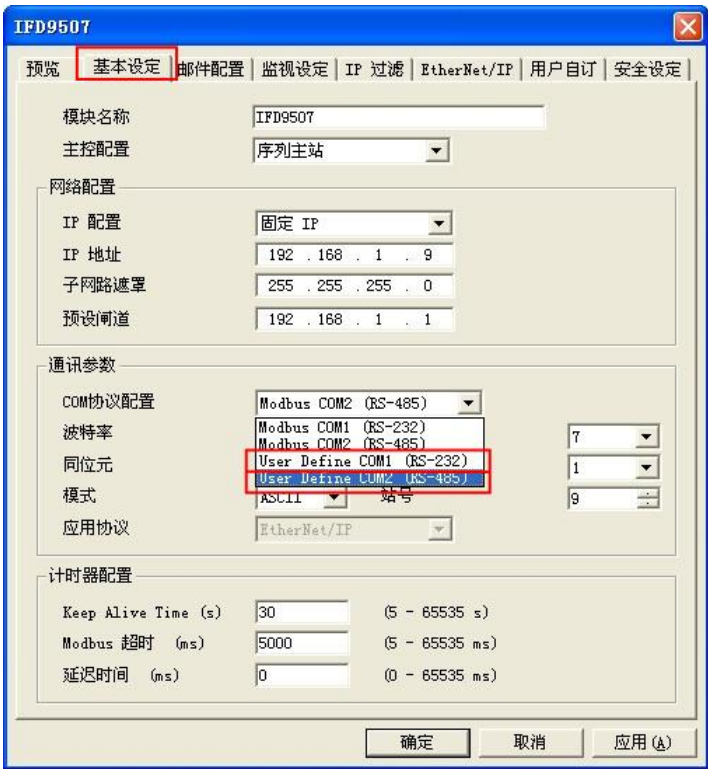 IFD9507
预览 基本设定 邮件配置 监视设定 IP 过滤 EtherNet/IP 用户自订 安全设定
模块名称 IFD9507
主控配置 序列主站
网络配置
IP 配置 固定 IP
IP 地址 192 . 168 . 1 . 9
子网路遮罩 255 . 255 . 255 . 0
预设闸道 192 . 168 . 1 . 1
通讯参数
COM协议配置 Modbus COM2 (RS-485)
Modbus COM1 (RS-232)
波特率 Modbus COM2 (RS-485) 7
同位元 User Define COM1 (RS-232) 1
User Define COM2 (RS-485)
模式 ASCII 站号 9
应用协议 EtherNet/IP
计时器配置
Keep Alive Time (s) 30 (5 - 65535 s)
Modbus 超时 (ms) 5000 (5 - 65535 ms)
延迟时间 (ms) 0 (0 - 65535 ms)
确定 取消 应用(A)